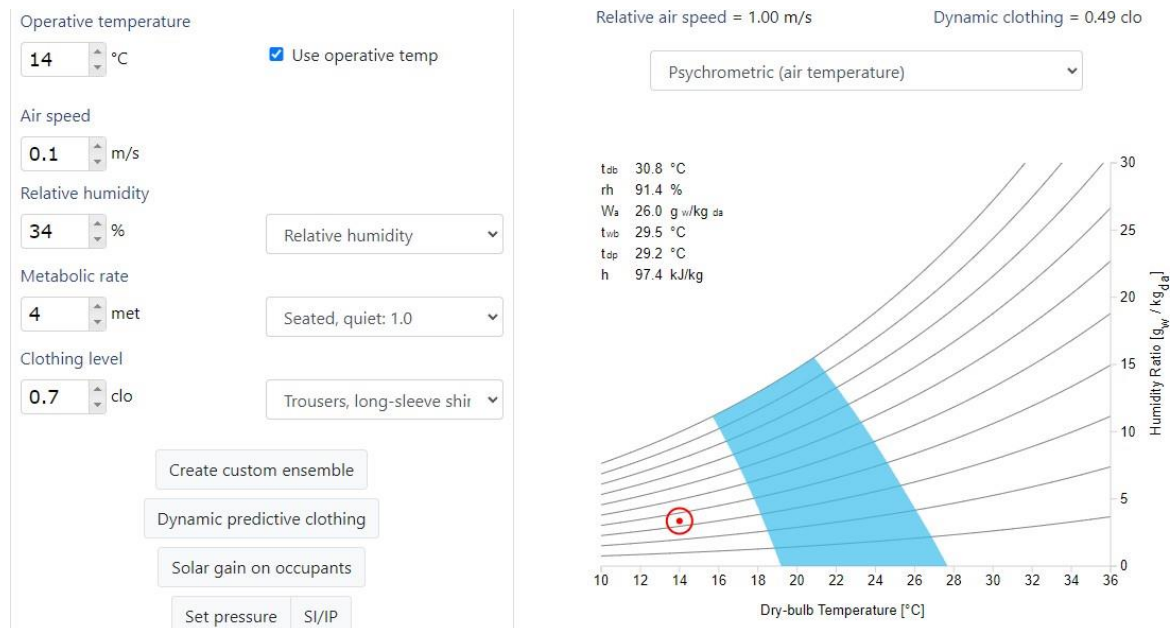 Operative temperature
14 °C
Use operative temp
Air speed
0.1 m/s
Relative humidity
34 %
Relative humidity
Metabolic rate
4 met
Seated, quiet: 1.0
Clothing level
0.7 clo
Trousers, long-sleeve shir
Create custom ensemble
Dynamic predictive clothing
Solar gain on occupants
Set pressure SI/IP
Relative air speed = 1.00 m/s
Dynamic clothing = 0.49 clo
Psychrometric (air temperature)
tdb 30.8 °C
rh 91.4 %
Wa 26.0 g w/kg da
twb 29.5 °C
tdp 29.2 °C
h 97.4 kJ/kg
30
25
20
15
10
5
0
Humidity Ratio [gw / kgda]
10 12 14 16 18 20 22 24 26 28 30 32 34 36
Dry-bulb Temperature [°C]